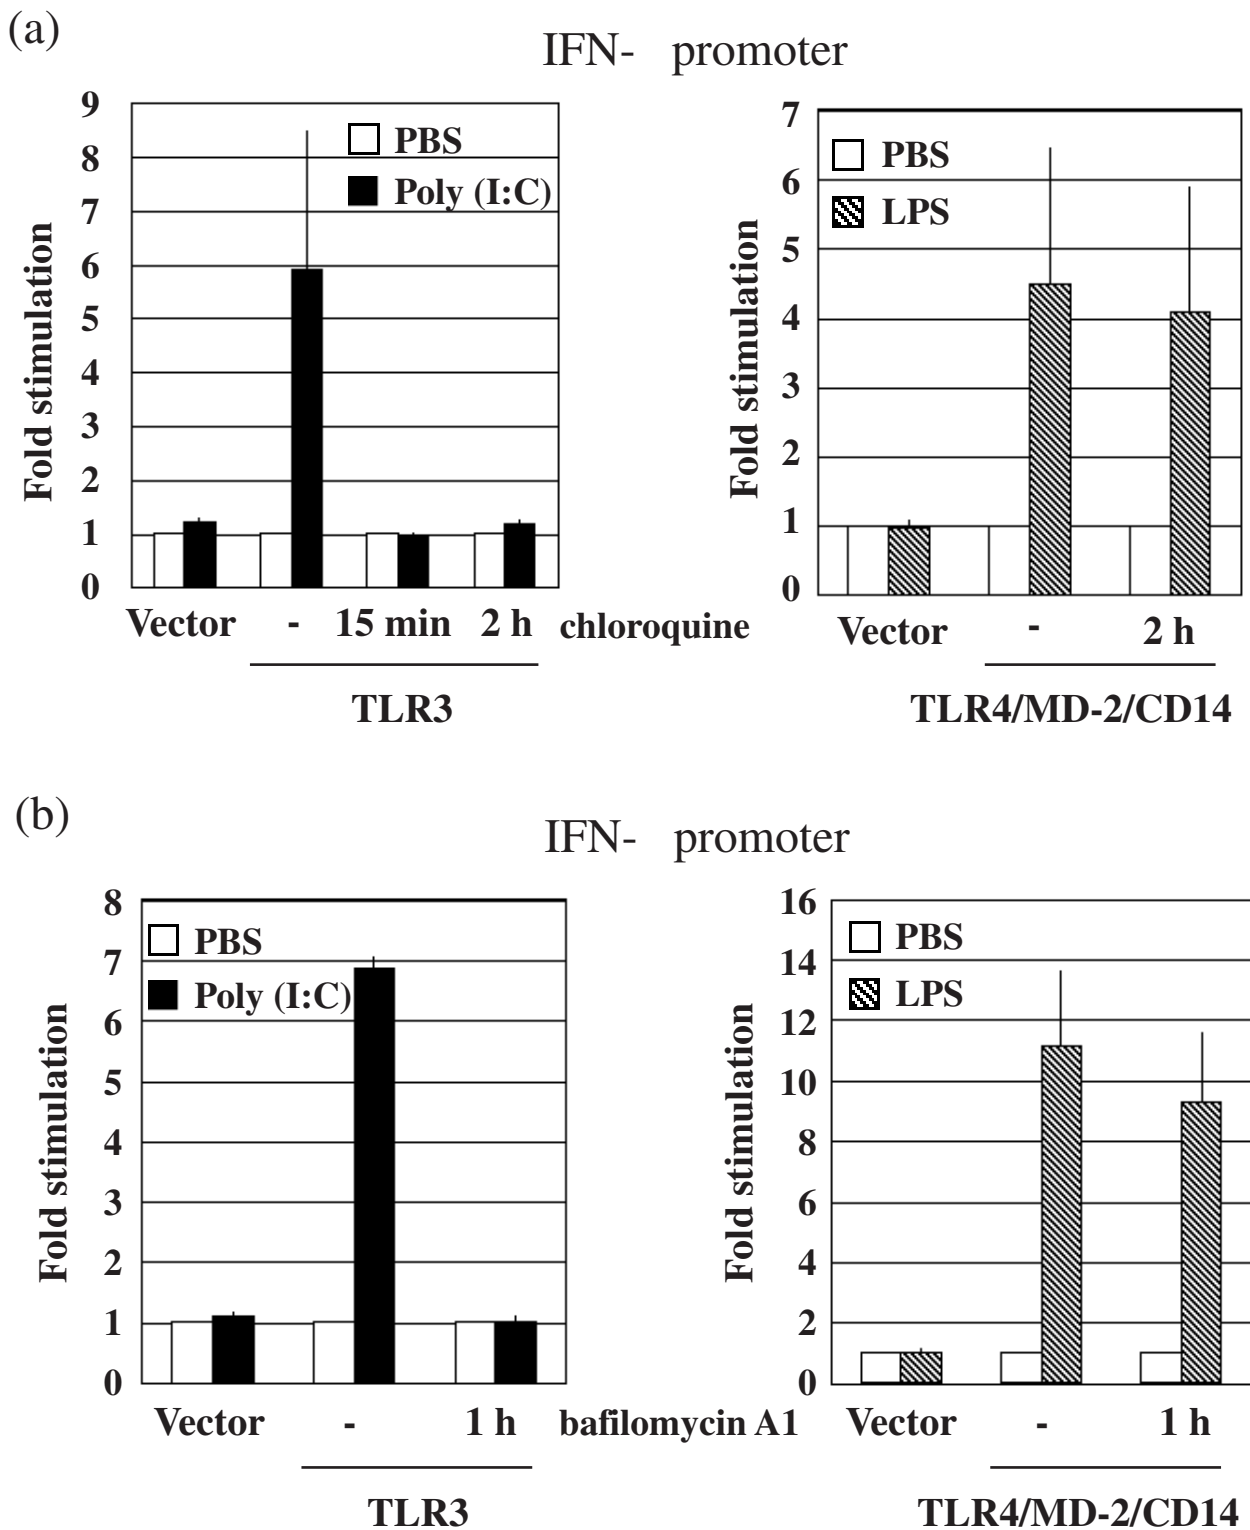 (a)
IFN- promoter
9
8
7
6
5
4
3
2
1
0
Fold stimulation
PBS
Poly (I:C)
Vector - 15 min 2 h chloroquine
TLR3
7
6
5
4
3
2
1
0
Fold stimulation
PBS
LPS
Vector - 2 h
TLR4/MD-2/CD14
(b)
IFN- promoter
8
7
6
5
4
3
2
1
0
Fold stimulation
PBS
Poly (I:C)
Vector - 1 h bafilomycin A1
TLR3
16
14
12
10
8
6
4
2
0
Fold stimulation
PBS
LPS
Vector - 1 h
TLR4/MD-2/CD14